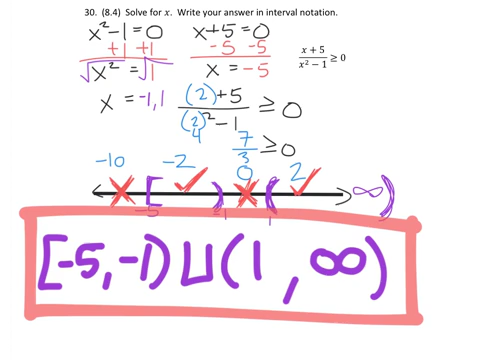 30. (8.4) Solve for x. Write your answer in interval notation.
x² - 1 = 0
+1 +1
√x² = √1
x = -1, 1
x + 5 = 0
-5 -5
x = -5
(x + 5)/(x² - 1) ≥ 0
((2) + 5)/((2)² - 1) ≥ 0
4
7/3 ≥ 0
-10 -2 0 2
[ ) ( ∞)
-5 -1 1
[-5, -1) ∪ (1, ∞)